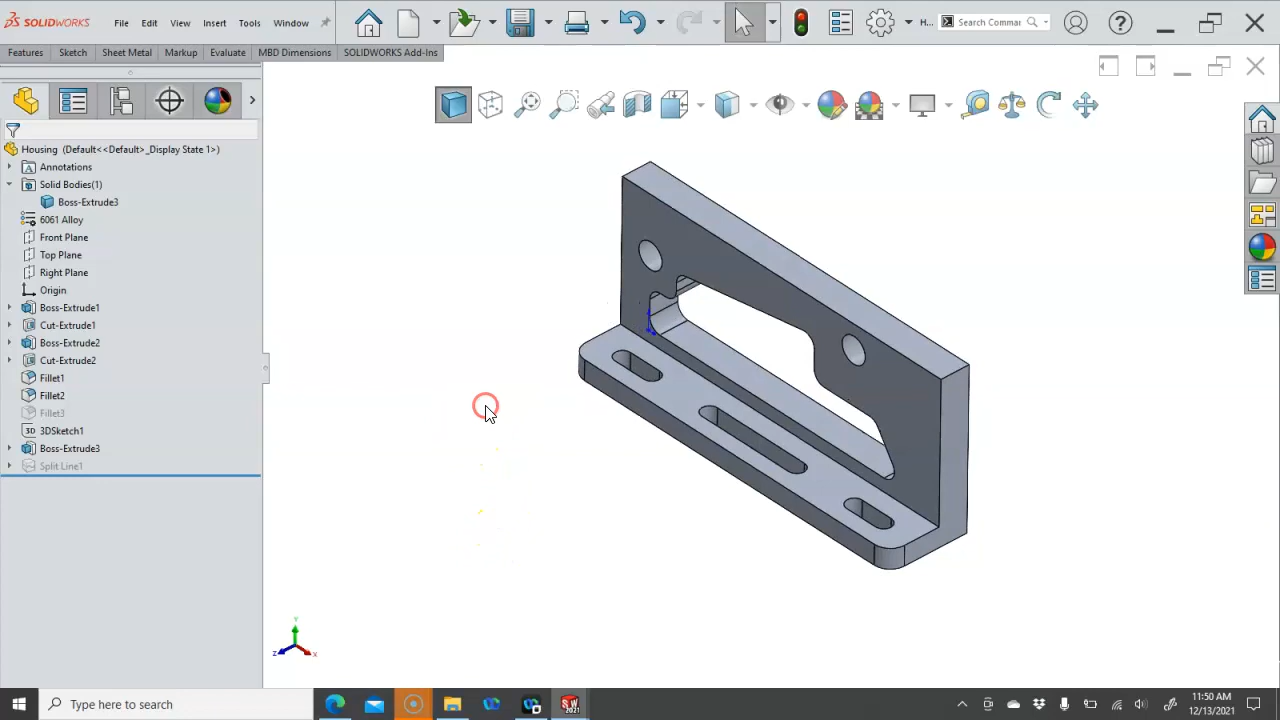 SOLIDWORKS File Edit View Insert Tools Window H... Search Commar
Features Sketch Sheet Metal Markup Evaluate MBD Dimensions SOLIDWORKS Add-Ins
Housing (Default<<Default>_Display State 1>)
Annotations
Solid Bodies(1)
Boss-Extrude3
6061 Alloy
Front Plane
Top Plane
Right Plane
Origin
Boss-Extrude1
Cut-Extrude1
Boss-Extrude2
Cut-Extrude2
Fillet1
Fillet2
Fillet3
3D 3DSketch1
Boss-Extrude3
Split Line1
Y
Z X
Type here to search
SW 2021
11:50 AM
12/13/2021